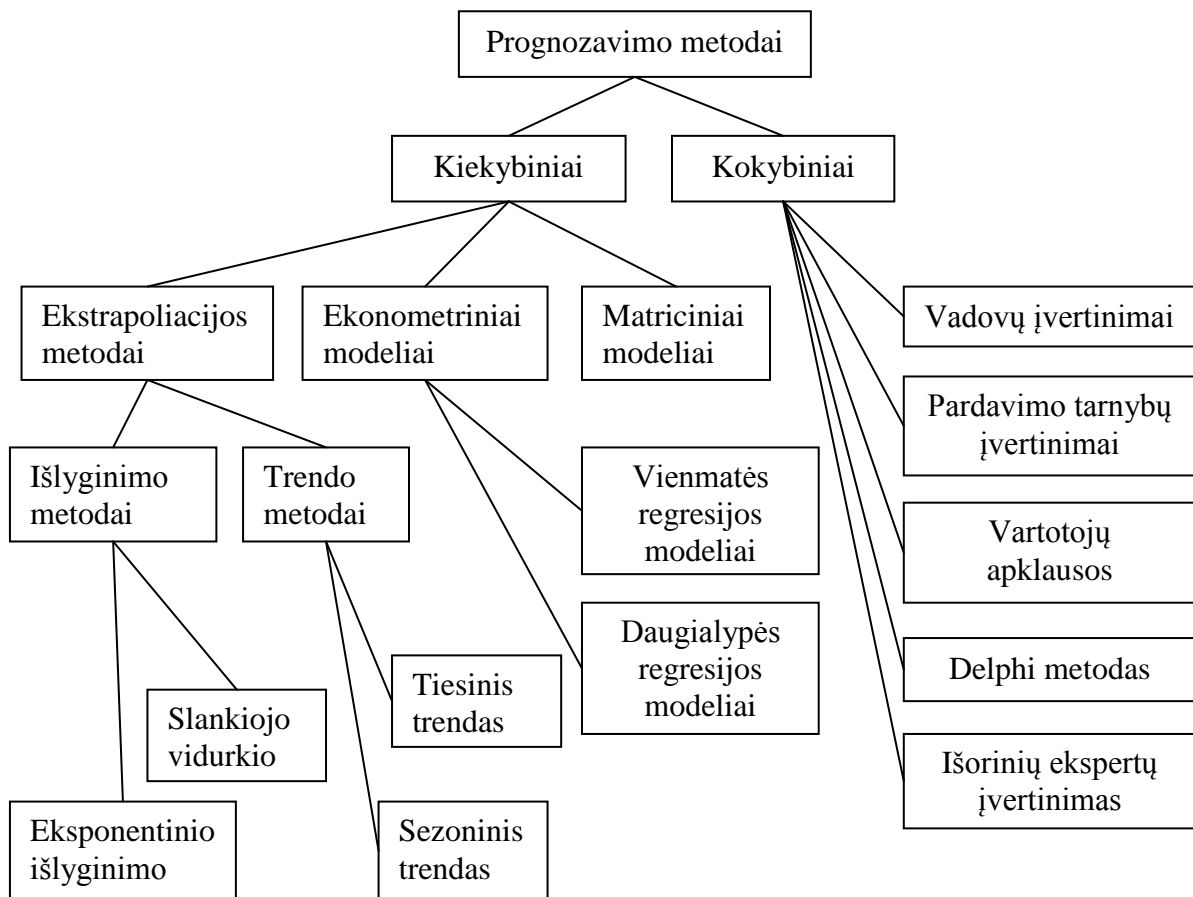 Prognozavimo metodai
Kiekybiniai
Kokybiniai
Ekstrapoliacijos
metodai
Ekonometriniai
modeliai
Matriciniai
modeliai
Vadovų įvertinimai
Pardavimo tarnybų
įvertinimai
Išlyginimo
metodai
Trendo
metodai
Vienmatės
regresijos
modeliai
Vartotojų
apklausos
Daugialypės
regresijos
modeliai
Delphi metodas
Tiesinis
trendas
Slankiojo
vidurkio
Išorinių ekspertų
įvertinimas
Eksponentinio
išlyginimo
Sezoninis
trendas